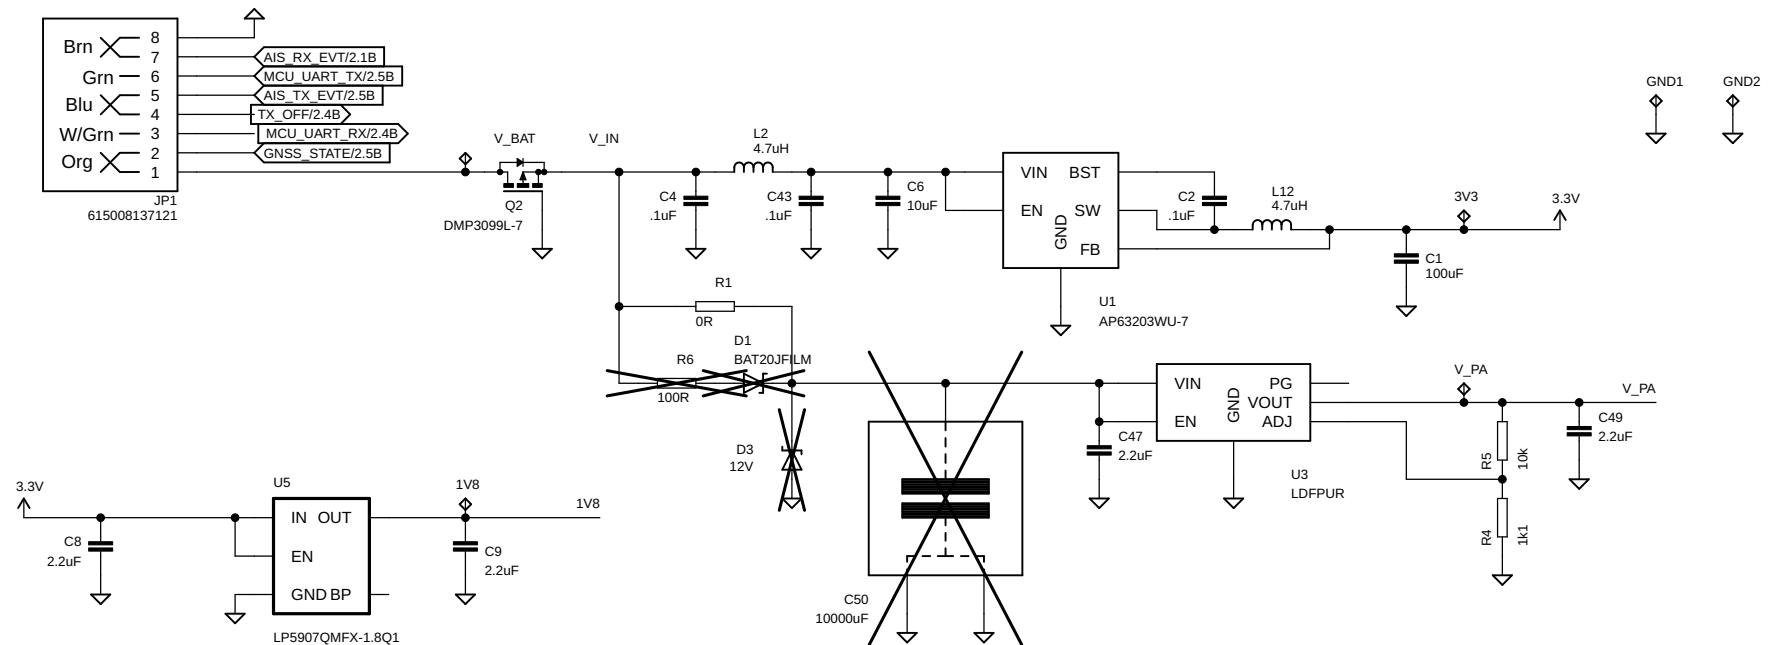 Brn
8
7
Grn
6
Blu
5
4
W/Grn
3
Org
2
1
AIS_RX_EVT/2.1B
MCU_UART_TX/2.5B
AIS_TX_EVT/2.5B
TX_OFF/2.4B
MCU_UART_RX/2.4B
GNSS_STATE/2.5B
JP1
615008137121
V_BAT
V_IN
Q2
DMP3099L-7
L2
4.7uH
C4
.1uF
C43
.1uF
C6
10uF
VIN
BST
EN
SW
GND
FB
U1
AP63203WU-7
C2
.1uF
L12
4.7uH
3V3
3.3V
C1
100uF
GND1
GND2
R1
0R
D1
BAT20JFILM
R6
100R
D3
12V
C50
10000uF
C47
2.2uF
VIN
PG
GND
VOUT
EN
ADJ
U3
LDFPUR
V_PA
V_PA
R5
10k
R4
1k1
C49
2.2uF
3.3V
C8
2.2uF
U5
IN
OUT
EN
GND
BP
LP5907QMFX-1.8Q1
1V8
1V8
C9
2.2uF